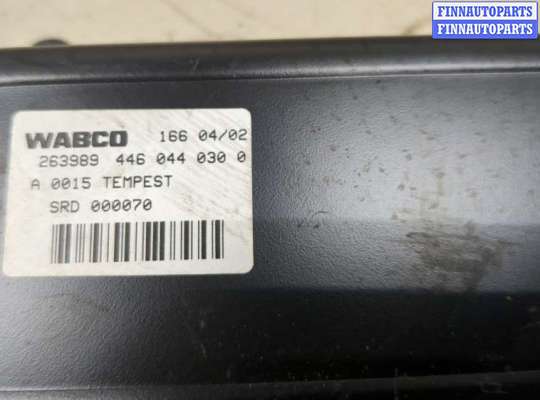 FINNAUTOPARTS
FINNAUTOPARTS
WABCO 166 04/02
263989 446 044 030 0
A 0015 TEMPEST
SRD 000070